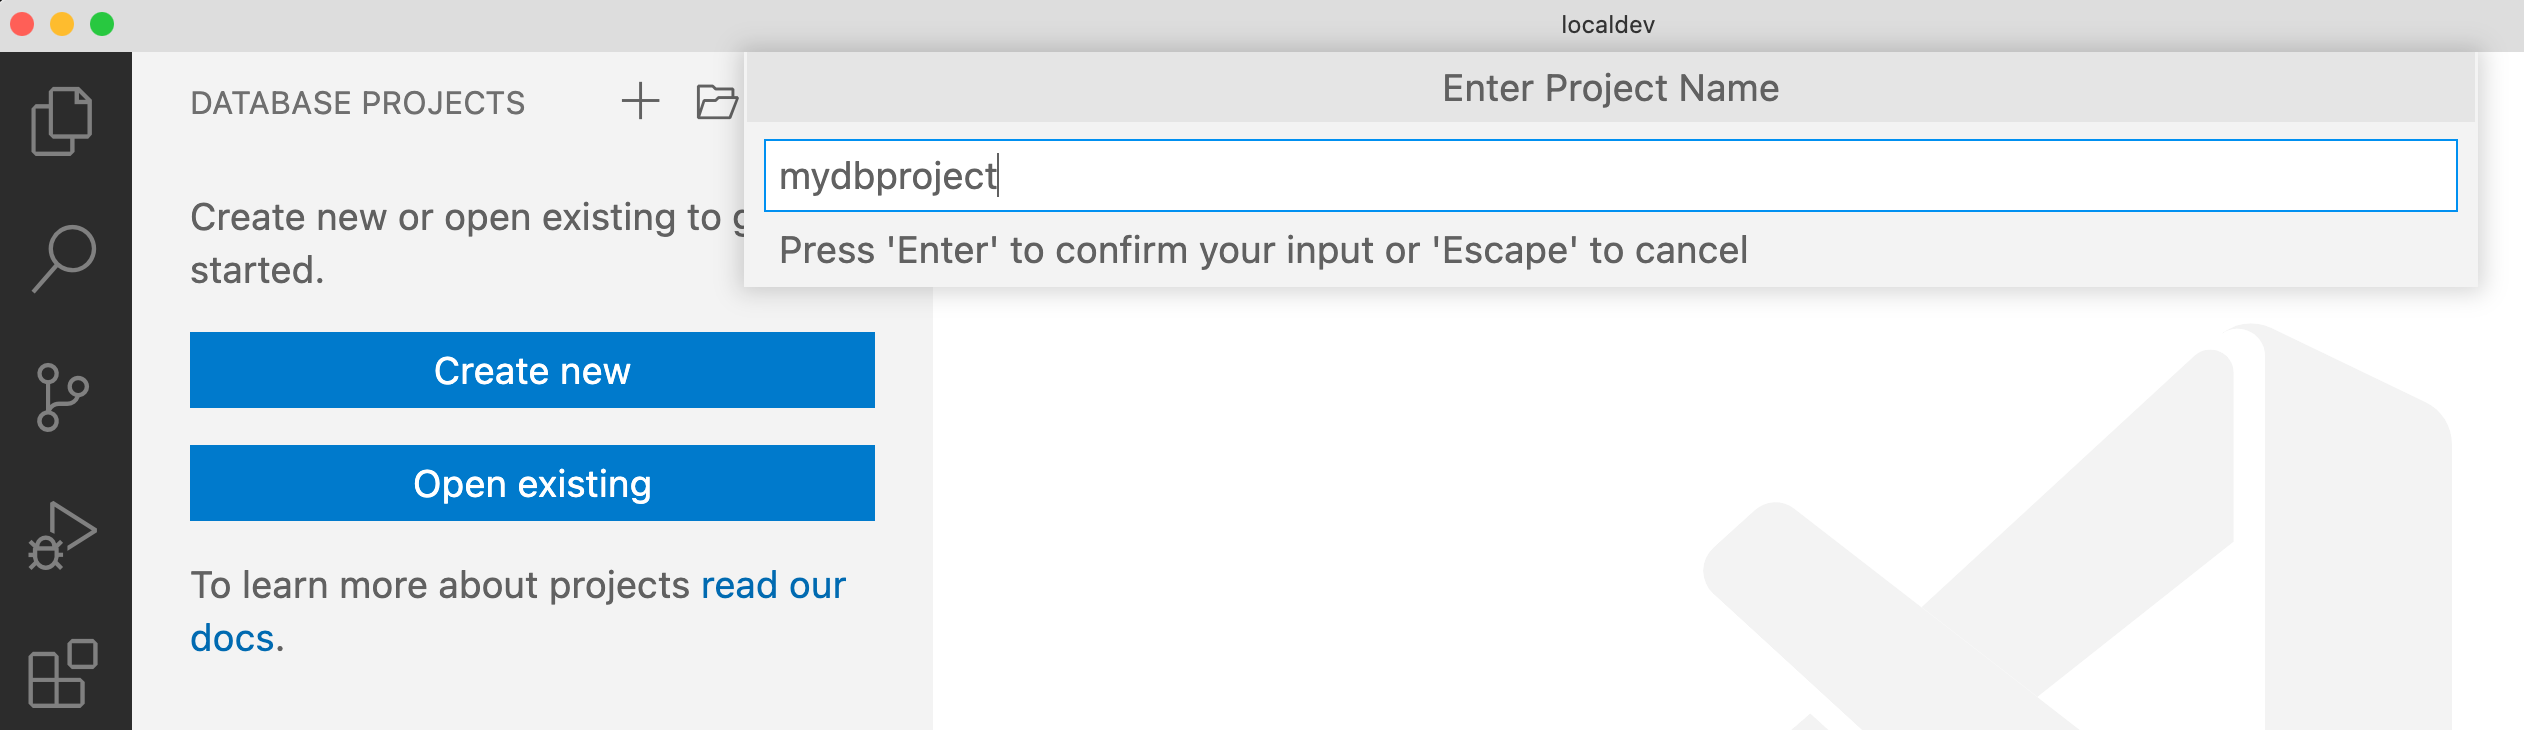 localdev
DATABASE PROJECTS
Enter Project Name
mydbproject
Press 'Enter' to confirm your input or 'Escape' to cancel
Create new or open existing to
started.
Create new
Open existing
To learn more about projects read our
docs.